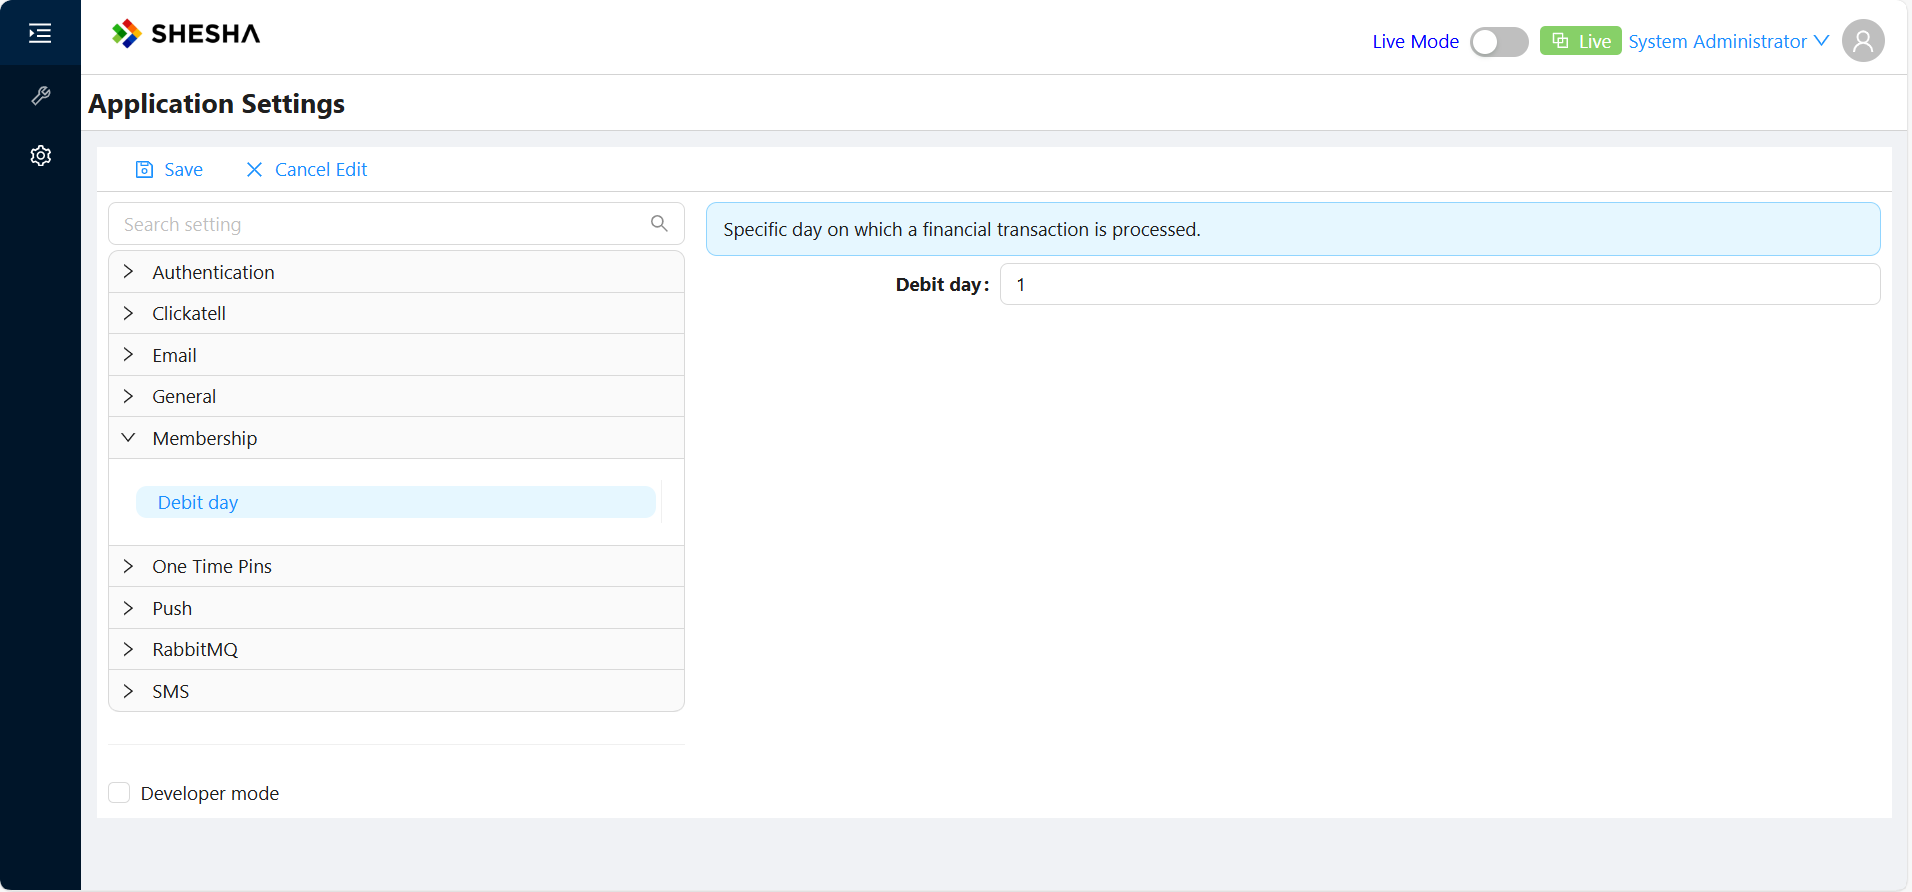 SHESHA
Live Mode
Live
System Administrator
Application Settings
Save
Cancel Edit
Search setting
Authentication
Clickatell
Email
General
Membership
Debit day
One Time Pins
Push
RabbitMQ
SMS
Developer mode
Specific day on which a financial transaction is processed.
Debit day: 1